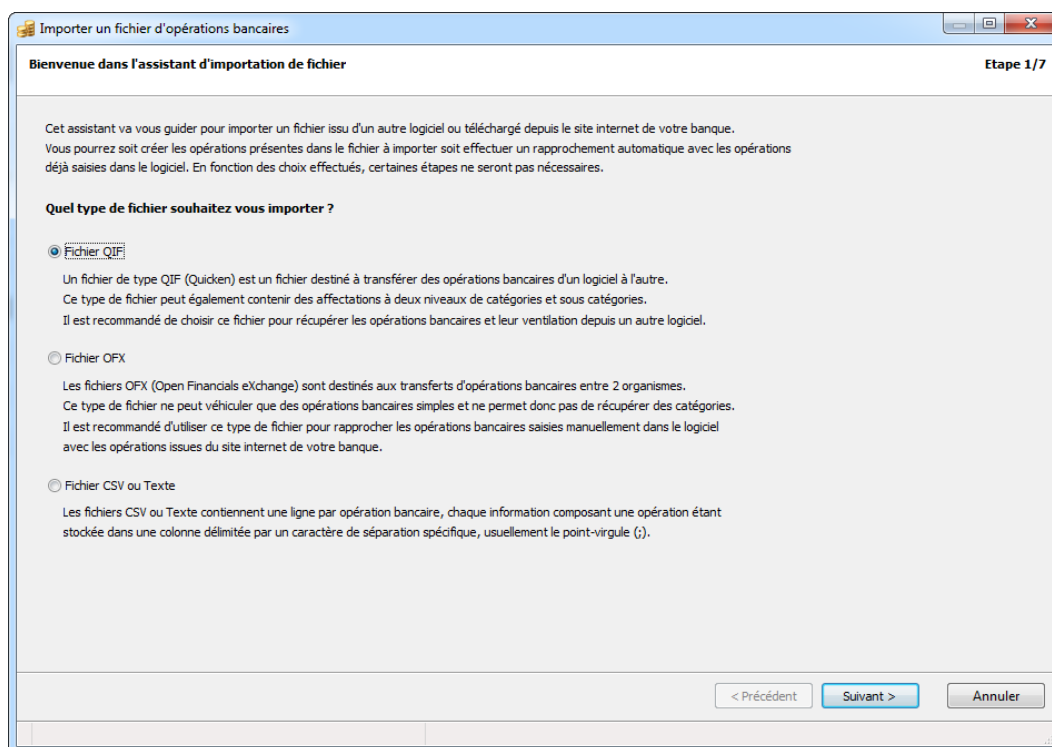 Importer un fichier d'opérations bancaires
Bienvenue dans l'assistant d'importation de fichier
Etape 1/7
Cet assistant va vous guider pour importer un fichier issu d'un autre logiciel ou téléchargé depuis le site internet de votre banque.
Vous pourrez soit créer les opérations présentes dans le fichier à importer soit effectuer un rapprochement automatique avec les opérations
déjà saisies dans le logiciel. En fonction des choix effectués, certaines étapes ne seront pas nécessaires.
Quel type de fichier souhaitez vous importer ?
Fichier QIF
Un fichier de type QIF (Quicken) est un fichier destiné à transférer des opérations bancaires d'un logiciel à l'autre.
Ce type de fichier peut également contenir des affectations à deux niveaux de catégories et sous catégories.
Il est recommandé de choisir ce fichier pour récupérer les opérations bancaires et leur ventilation depuis un autre logiciel.
Fichier OFX
Les fichiers OFX (Open Financials eXchange) sont destinés aux transferts d'opérations bancaires entre 2 organismes.
Ce type de fichier ne peut véhiculer que des opérations bancaires simples et ne permet donc pas de récupérer des catégories.
Il est recommandé d'utiliser ce type de fichier pour rapprocher les opérations bancaires saisies manuellement dans le logiciel
avec les opérations issues du site internet de votre banque.
Fichier CSV ou Texte
Les fichiers CSV ou Texte contiennent une ligne par opération bancaire, chaque information composant une opération étant
stockée dans une colonne délimitée par un caractère de séparation spécifique, usuellement le point-virgule (;).
< Précédent
Suivant >
Annuler